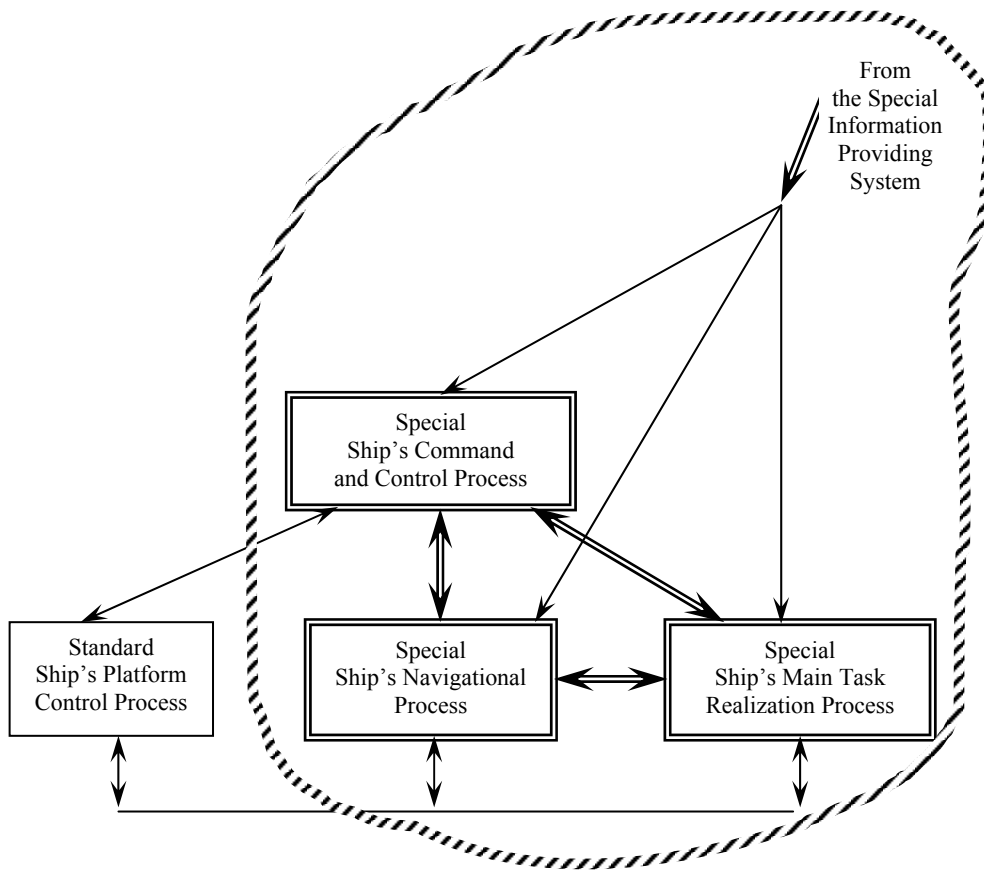 From
the Special
Information
Providing
System
Special
Ship's Command
and Control Process
Standard
Ship's Platform
Control Process
Special
Ship's Navigational
Process
Special
Ship's Main Task
Realization Process